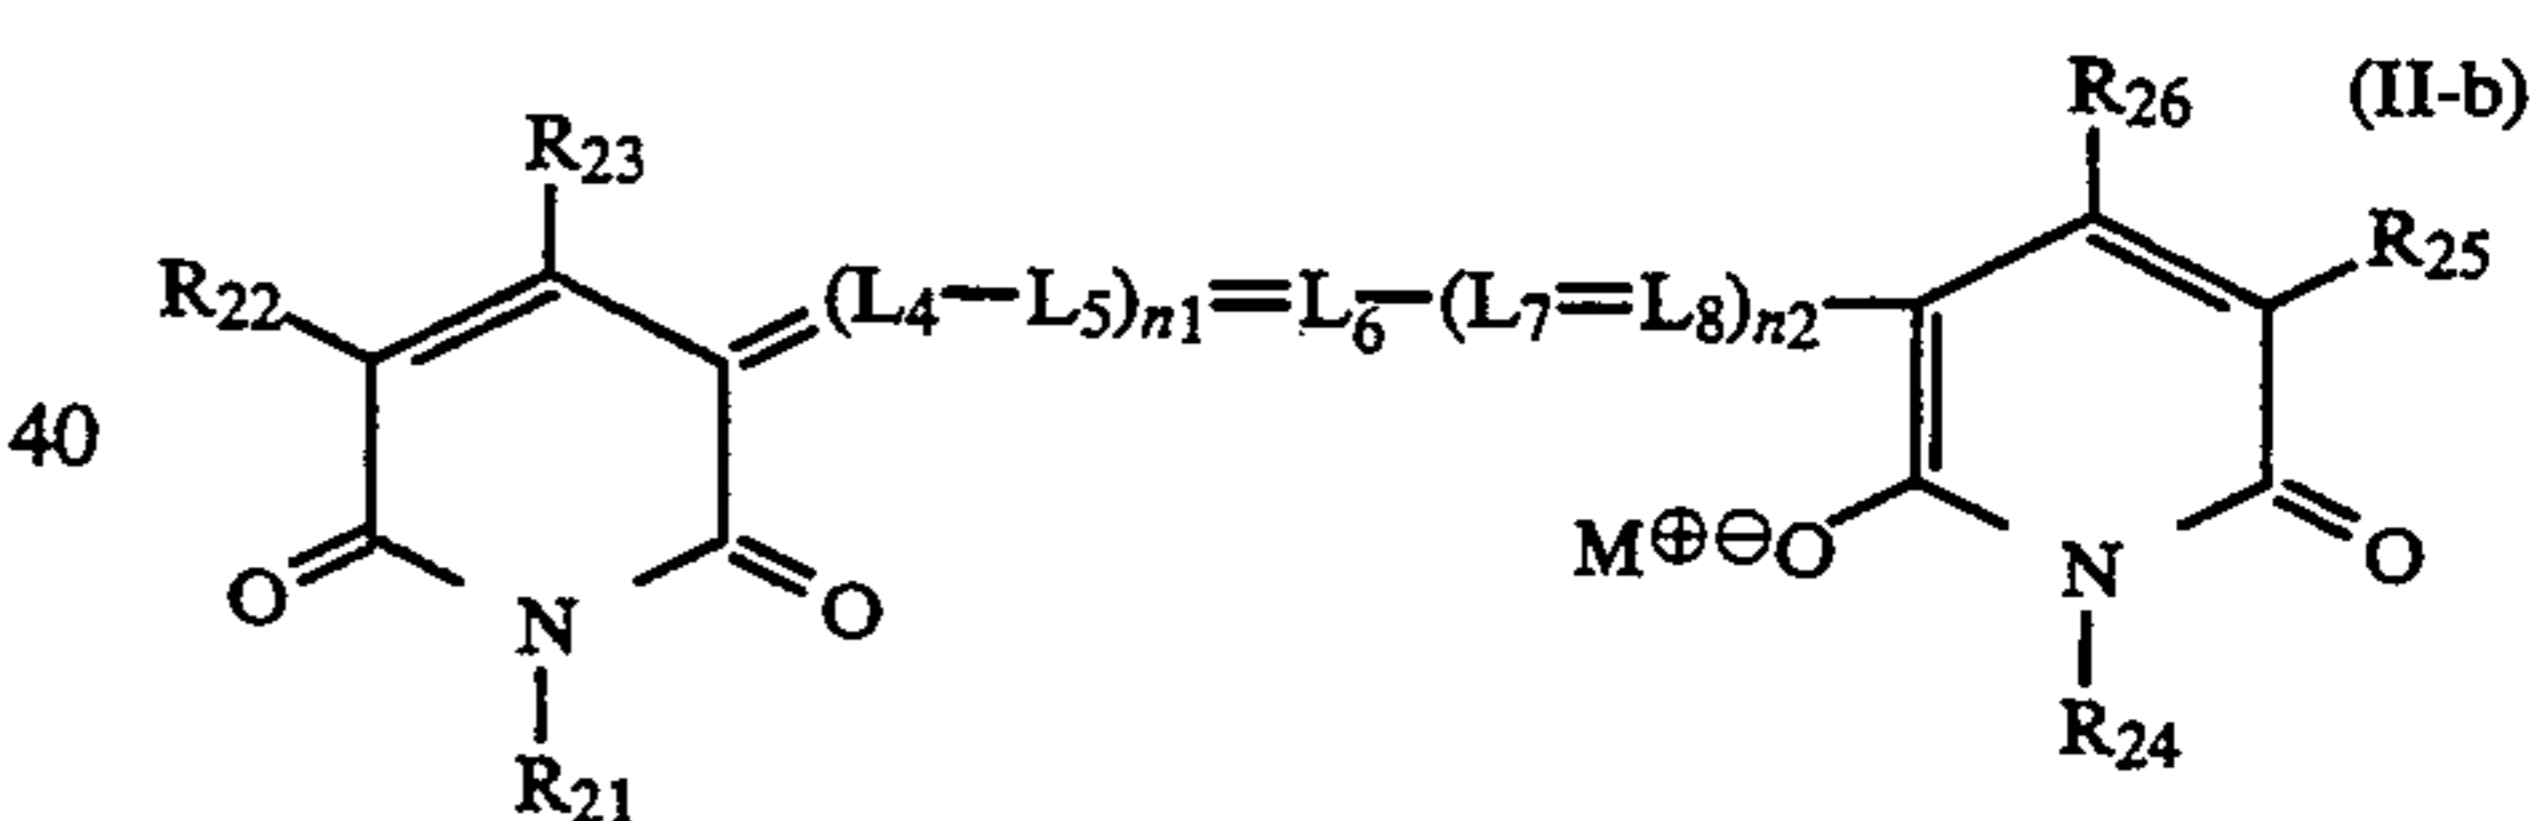 R26 (II-b)
R23
R22 =(L4—L5)n1=L6—(L7=L8)n2— R25
40
O N O M⊕⊖O N O
R21 R24